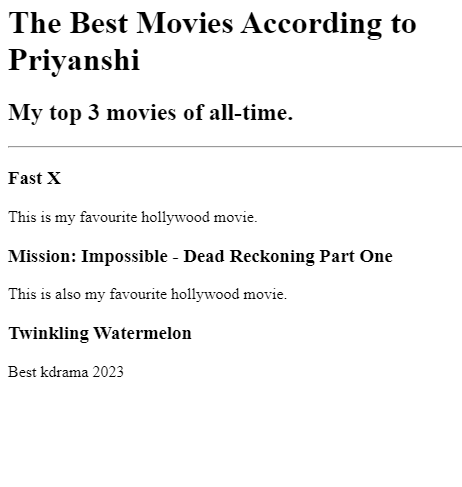 The Best Movies According to
Priyanshi
My top 3 movies of all-time.
Fast X
This is my favourite hollywood movie.
Mission: Impossible - Dead Reckoning Part One
This is also my favourite hollywood movie.
Twinkling Watermelon
Best kdrama 2023